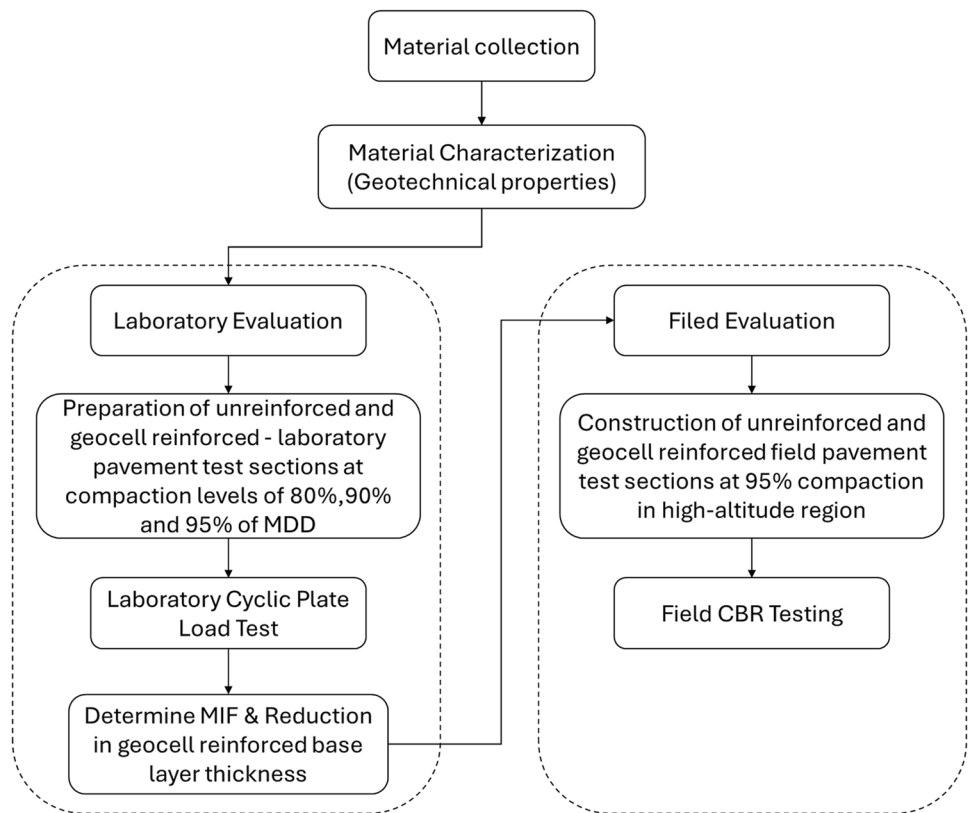 Material collection
Material Characterization
(Geotechnical properties)
Laboratory Evaluation
Preparation of unreinforced and
geocell reinforced - laboratory
pavement test sections at
compaction levels of 80%,90%
and 95% of MDD
Laboratory Cyclic Plate
Load Test
Determine MIF & Reduction
in geocell reinforced base
layer thickness
Filed Evaluation
Construction of unreinforced and
geocell reinforced field pavement
test sections at 95% compaction
in high-altitude region
Field CBR Testing